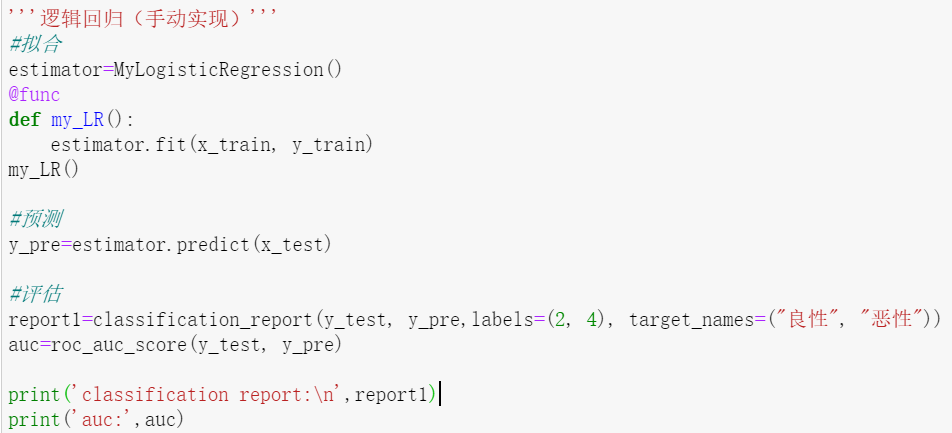 '''逻辑回归（手动实现）'''
#拟合
estimator=MyLogisticRegression()
@func
def my_LR():
    estimator.fit(x_train, y_train)
my_LR()
#预测
y_pre=estimator.predict(x_test)
#评估
report1=classification_report(y_test, y_pre,labels=(2, 4), target_names=("良性", "恶性"))
auc=roc_auc_score(y_test, y_pre)
print('classification report:\n',report1)
print('auc:',auc)